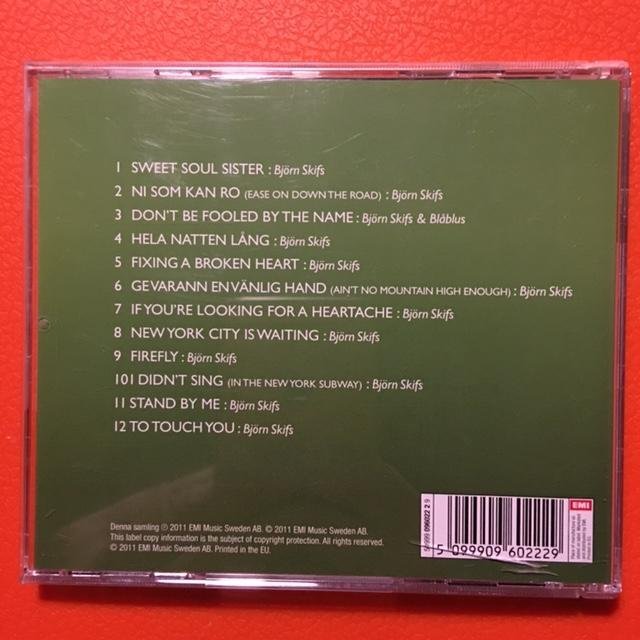 1 SWEET SOUL SISTER : Björn Skifs
2 NI SOM KAN RO (EASE ON DOWN THE ROAD) : Björn Skifs
3 DON'T BE FOOLED BY THE NAME : Björn Skifs & Blåblus
4 HELA NATTEN LÅNG : Björn Skifs
5 FIXING A BROKEN HEART : Björn Skifs
6 GEVARANN EN VÄNLIG HAND (AIN'T NO MOUNTAIN HIGH ENOUGH) : Björn Skifs
7 IF YOU'RE LOOKING FOR A HEARTACHE : Björn Skifs
8 NEW YORK CITY IS WAITING : Björn Skifs
9 FIREFLY : Björn Skifs
10 I DIDN'T SING (IN THE NEW YORK SUBWAY) : Björn Skifs
11 STAND BY ME : Björn Skifs
12 TO TOUCH YOU : Björn Skifs
Denna samling ℗ 2011 EMI Music Sweden AB. © 2011 EMI Music Sweden AB.
This label copy information is the subject of copyright protection. All rights reserved.
© 2011 EMI Music Sweden AB. Printed in the EU.
5 099909 602229
EMI